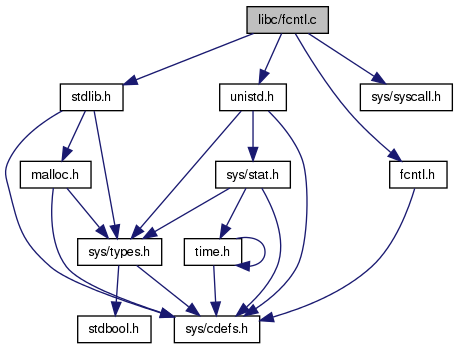 libc/fcntl.c
stdlib.h
unistd.h
sys/syscall.h
malloc.h
sys/stat.h
fcntl.h
sys/types.h
time.h
stdbool.h
sys/cdefs.h